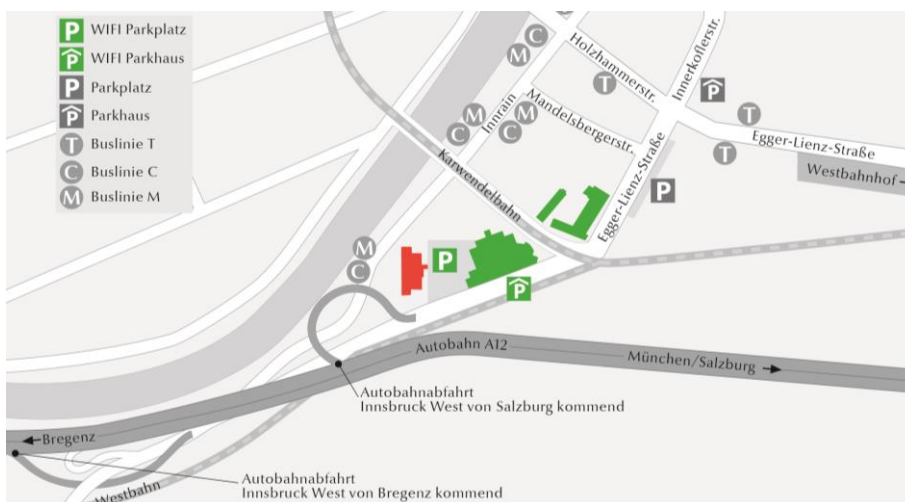 P WIFI Parkplatz
P WIFI Parkhaus
P Parkplatz
P Parkhaus
T Buslinie T
C Buslinie C
M Buslinie M
C
M
Holzhammerstr.
Innerkoflerstr.
T
P
M
C
Innrain
M
C
Mandelsbergerstr.
T
T
Egger-Lienz-Straße
Westbahnhof
Karwendelbahn
Egger-Lienz-Straße
P
M
C
P
P
Autobahn A12
München/Salzburg
Autobahnabfahrt
Innsbruck West von Salzburg kommend
Bregenz
Westbahn
Autobahnabfahrt
Innsbruck West von Bregenz kommend